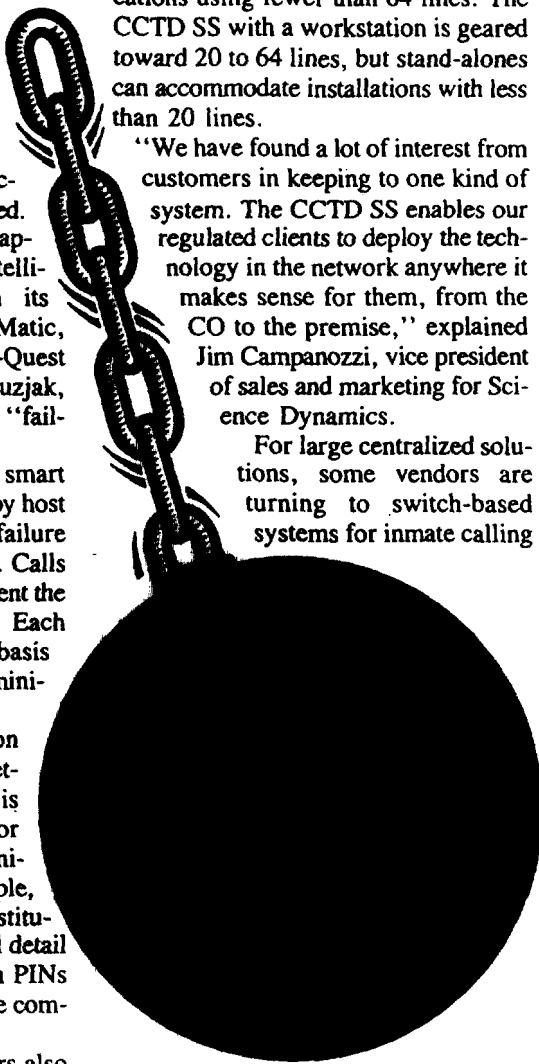 c-
ed.
ap-
telli-
its
Matic,
-Quest
uzjak,
“fail-
smart
by host
failure
. Calls
ent the
Each
basis
mini-
on
et-
is
or
ni-
ple,
stitu-
detail
PINs
e com-
rs also
cations using fewer than 64 lines. The
CCTD SS with a workstation is geared
toward 20 to 64 lines, but stand-alones
can accommodate installations with less
than 20 lines.
“We have found a lot of interest from
customers in keeping to one kind of
system. The CCTD SS enables our
regulated clients to deploy the tech-
nology in the network anywhere it
makes sense for them, from the
CO to the premise,” explained
Jim Campanozzi, vice president
of sales and marketing for Sci-
ence Dynamics.
For large centralized solu-
tions, some vendors are
turning to switch-based
systems for inmate calling